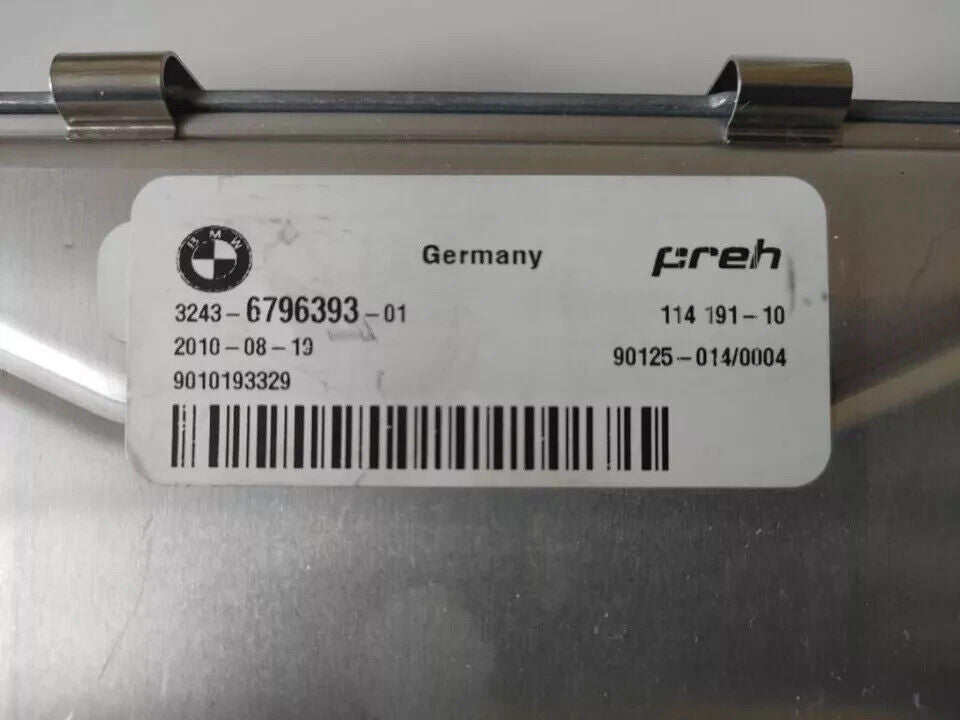 BMW
Germany
preh
3243-6796393-01
114 191-10
2010-08-19
90125-014/0004
9010193329